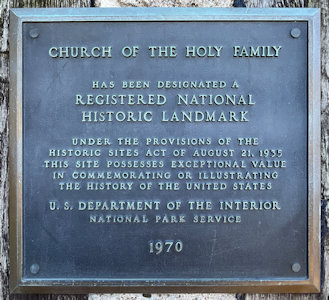 CHURCH OF THE HOLY FAMILY
HAS BEEN DESIGNATED A
REGISTERED NATIONAL
HISTORIC LANDMARK
UNDER THE PROVISIONS OF THE
HISTORIC SITES ACT OF AUGUST 21, 1935
THIS SITE POSSESSES EXCEPTIONAL VALUE
IN COMMEMORATING OR ILLUSTRATING
THE HISTORY OF THE UNITED STATES
U. S. DEPARTMENT OF THE INTERIOR
NATIONAL PARK SERVICE
1970